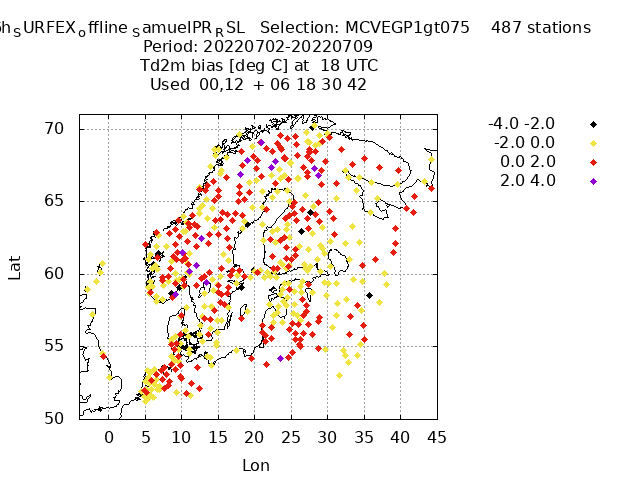 SURFEXoffline SamuelPRRSL Selection: MCVEGP1gt075 487 stations
Period: 20220702-20220709
Td2m bias [deg C] at 18 UTC
Used 00,12 + 06 18 30 42
-4.0 -2.0
-2.0 0.0
0.0 2.0
2.0 4.0
70
65
60
55
50
Lat
0 5 10 15 20 25 30 35 40 45
Lon